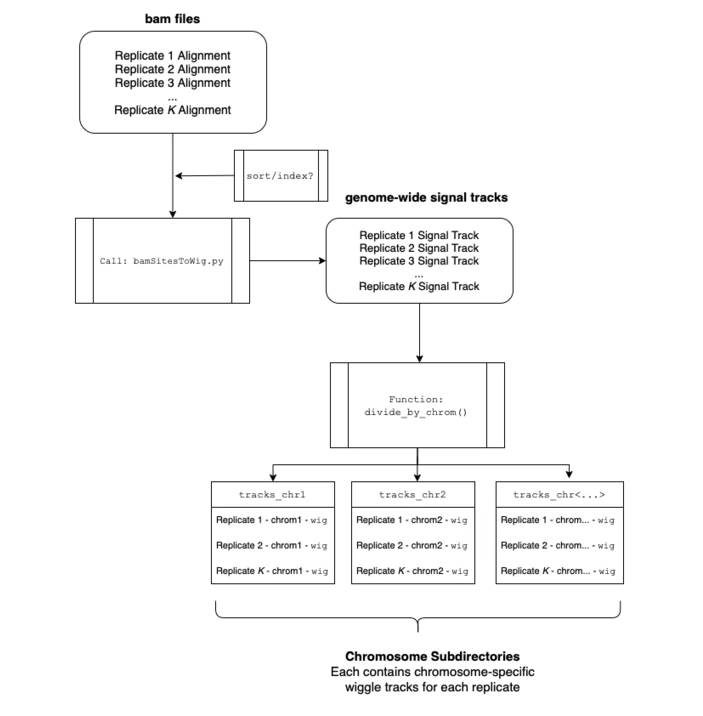 bam files
Replicate 1 Alignment
Replicate 2 Alignment
Replicate 3 Alignment
...
Replicate K Alignment
sort/index?
genome-wide signal tracks
Call: bamSitesToWig.py
Replicate 1 Signal Track
Replicate 2 Signal Track
Replicate 3 Signal Track
...
Replicate K Signal Track
Function:
divide_by_chrom()
tracks_chr1
Replicate 1 - chrom1 - wig
Replicate 2 - chrom1 - wig
Replicate K - chrom1 - wig
tracks_chr2
Replicate 1 - chrom2 - wig
Replicate 2 - chrom2 - wig
Replicate K - chrom2 - wig
tracks_chr<...>
Replicate 1 - chrom... - wig
Replicate 2 - chrom... - wig
Replicate K - chrom... - wig
Chromosome Subdirectories
Each contains chromosome-specific
wiggle tracks for each replicate